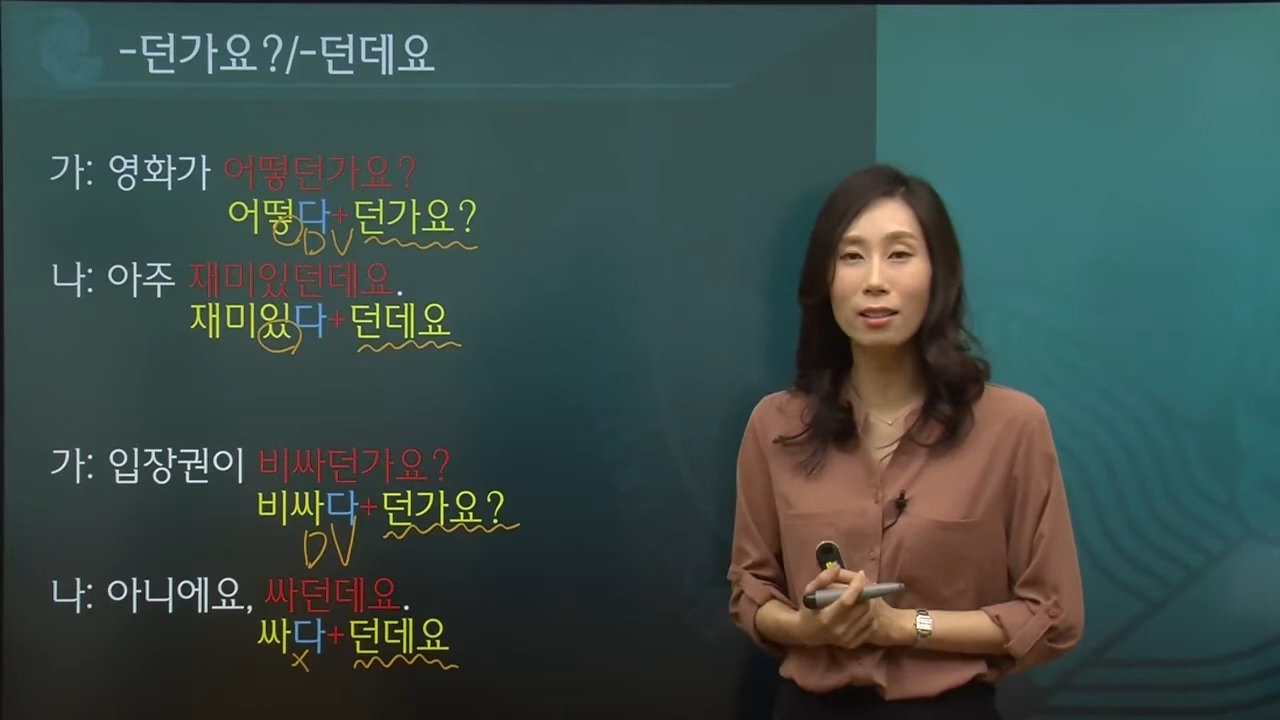 -던가요?/-던데요
가: 영화가 어떻던가요?
어떻다+던가요?
DV
나: 아주 재미있던데요.
재미있다+던데요
가: 입장권이 비싸던가요?
비싸다+던가요?
DV
나: 아니에요, 싸던데요.
싸다+던데요
x